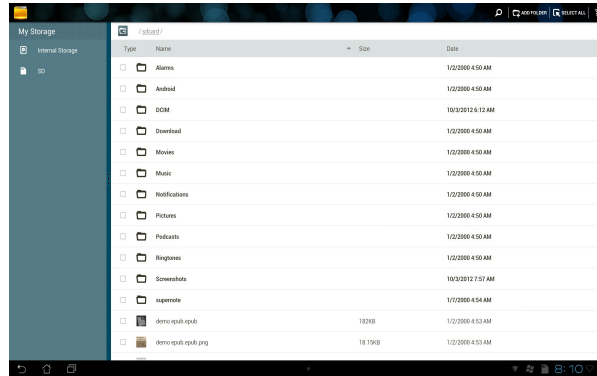 ADD FOLDER SELECT ALL
My Storage
/ sdcard /
Internal Storage
SD
Type Name Size Date
Alarms 1/2/2000 4:50 AM
Android 1/2/2000 4:50 AM
DCIM 10/3/2012 6:12 AM
Download 1/2/2000 4:50 AM
Movies 1/2/2000 4:50 AM
Music 1/2/2000 4:50 AM
Notifications 1/2/2000 4:50 AM
Pictures 1/2/2000 4:50 AM
Podcasts 1/2/2000 4:50 AM
Ringtones 1/2/2000 4:50 AM
Screenshots 10/3/2012 7:57 AM
supernote 1/7/2000 4:54 AM
demo epub.epub 182KB 1/2/2000 4:53 AM
demo epub.epub.png 18.15KB 1/2/2000 4:53 AM
8:10